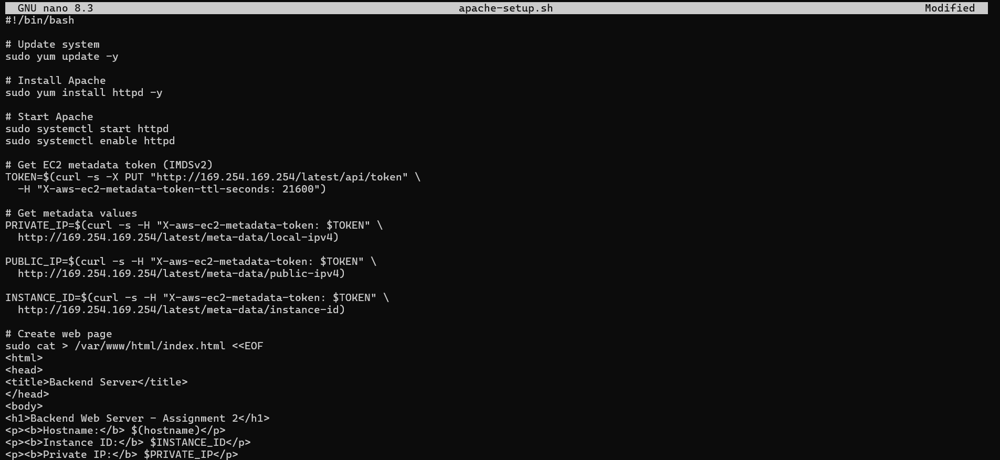 GNU nano 8.3 apache-setup.sh Modified
#!/bin/bash
# Update system
sudo yum update -y
# Install Apache
sudo yum install httpd -y
# Start Apache
sudo systemctl start httpd
sudo systemctl enable httpd
# Get EC2 metadata token (IMDSv2)
TOKEN=$(curl -s -X PUT "http://169.254.169.254/latest/api/token" \
-H "X-aws-ec2-metadata-token-ttl-seconds: 21600")
# Get metadata values
PRIVATE_IP=$(curl -s -H "X-aws-ec2-metadata-token: $TOKEN" \
http://169.254.169.254/latest/meta-data/local-ipv4)
PUBLIC_IP=$(curl -s -H "X-aws-ec2-metadata-token: $TOKEN" \
http://169.254.169.254/latest/meta-data/public-ipv4)
INSTANCE_ID=$(curl -s -H "X-aws-ec2-metadata-token: $TOKEN" \
http://169.254.169.254/latest/meta-data/instance-id)
# Create web page
sudo cat > /var/www/html/index.html <<EOF
<html>
<head>
<title>Backend Server</title>
</head>
<body>
<h1>Backend Web Server - Assignment 2</h1>
<p><b>Hostname:</b> $(hostname)</p>
<p><b>Instance ID:</b> $INSTANCE_ID</p>
<p><b>Private IP:</b> $PRIVATE_IP</p>